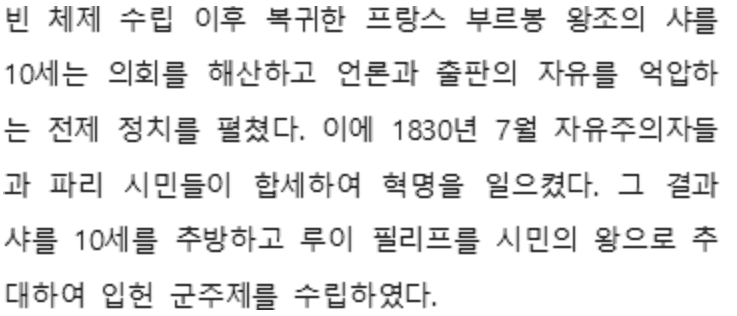 빈 체제 수립 이후 복귀한 프랑스 부르봉 왕조의 샤를
10세는 의회를 해산하고 언론과 출판의 자유를 억압하
는 전제 정치를 펼쳤다. 이에 1830년 7월 자유주의자들
과 파리 시민들이 합세하여 혁명을 일으켰다. 그 결과
샤를 10세를 추방하고 루이 필리프를 시민의 왕으로 추
대하여 입헌 군주제를 수립하였다.